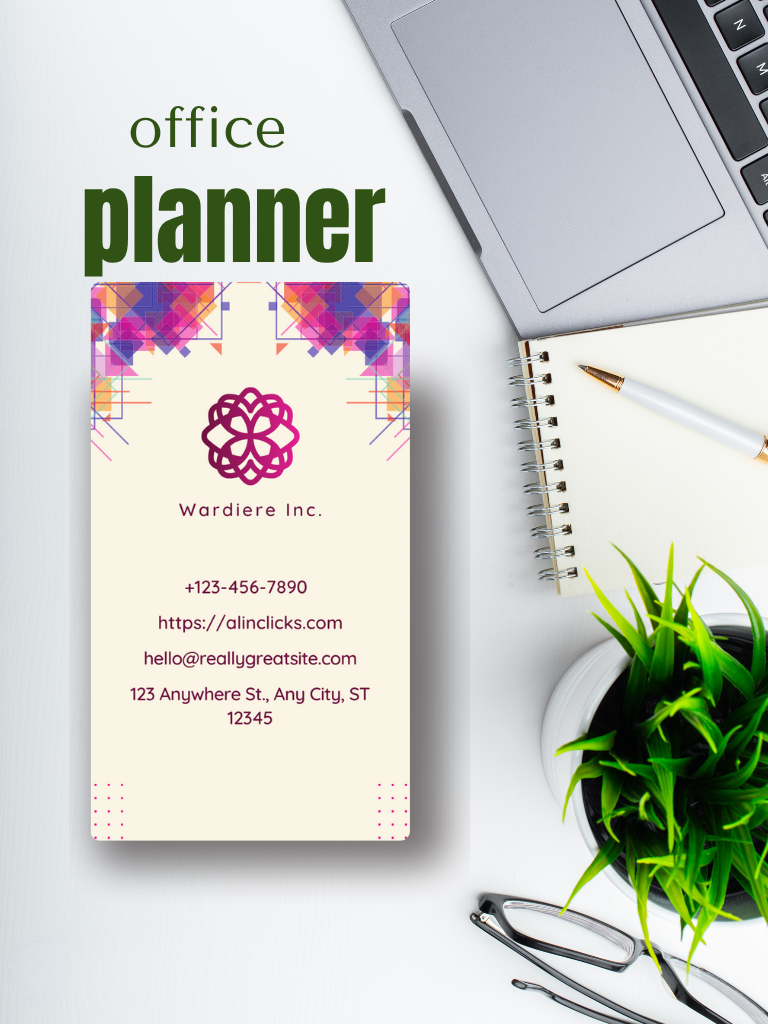 office
planner
Wardiere Inc.
+123-456-7890
https://alinclicks.com
hello@reallygreatsite.com
123 Anywhere St., Any City, ST
12345
N
M